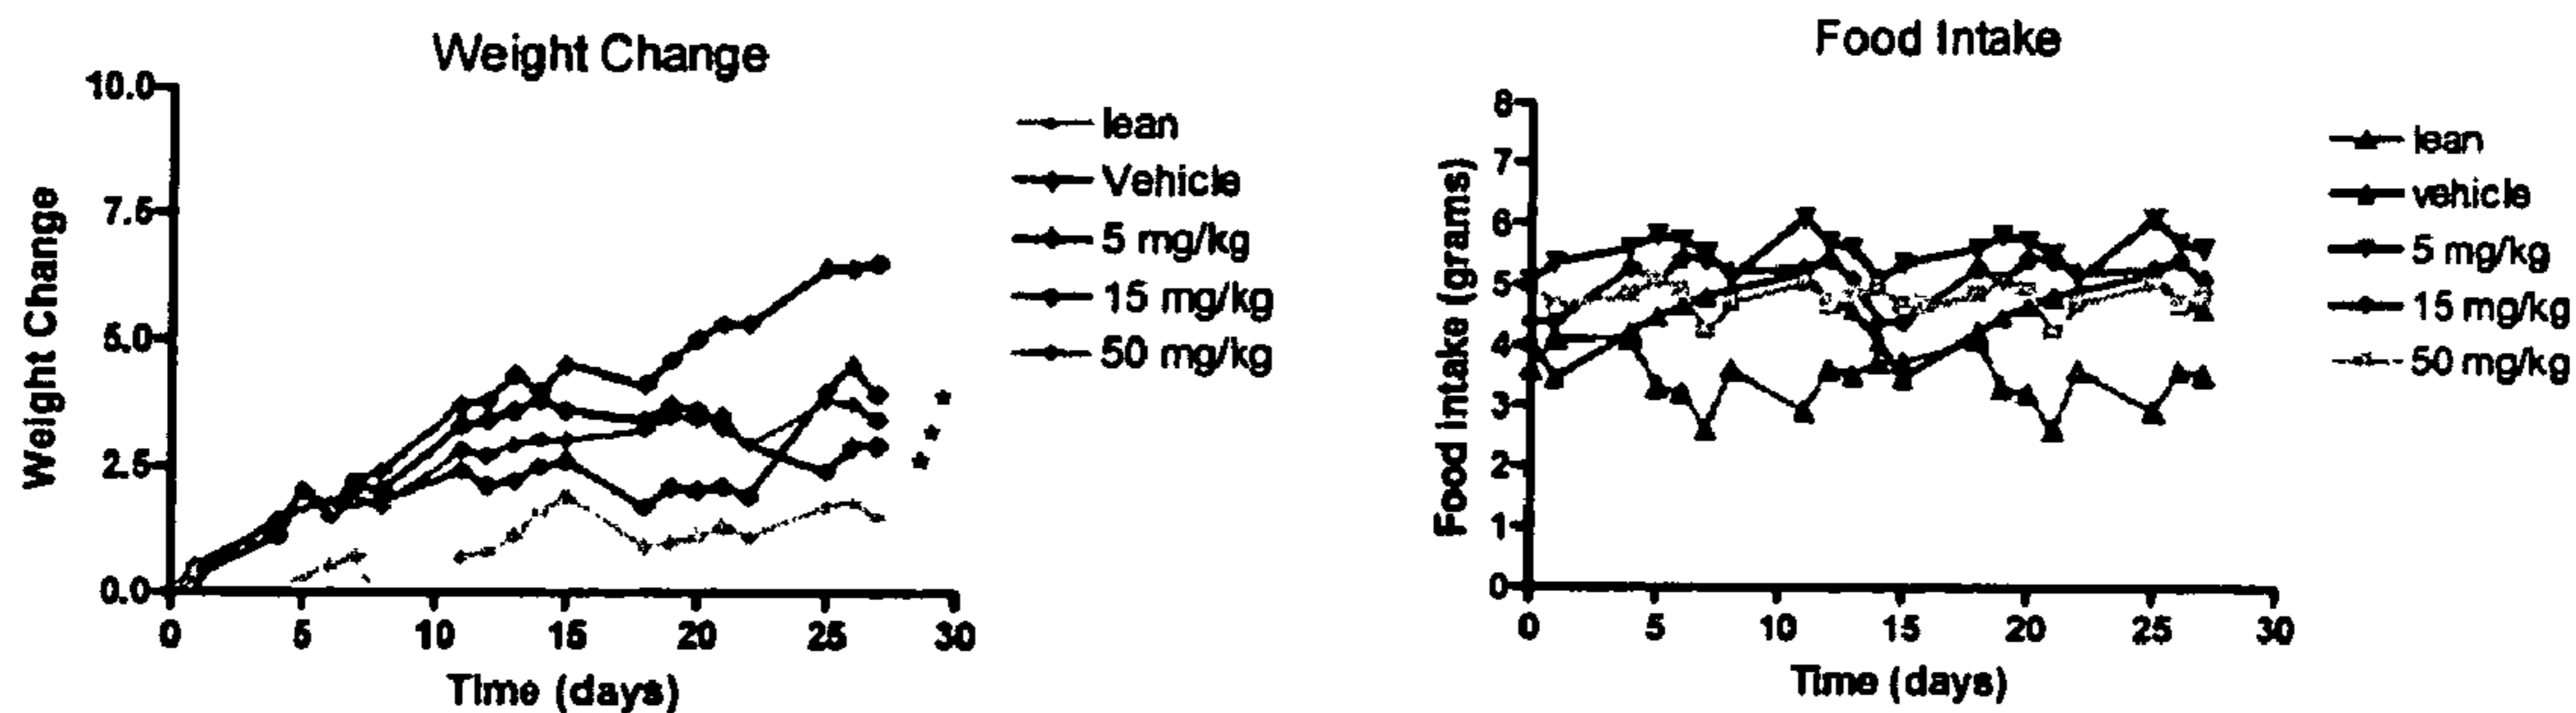 Weight Change
Weight Change
10.0
7.5
5.0
2.5
0.0
0 5 10 15 20 25 30
Time (days)
lean
Vehicle
5 mg/kg
15 mg/kg
50 mg/kg
* * *
Food Intake
Food intake (grams)
8
7
6
5
4
3
2
1
0
0 5 10 15 20 25 30
Time (days)
lean
vehicle
5 mg/kg
15 mg/kg
50 mg/kg